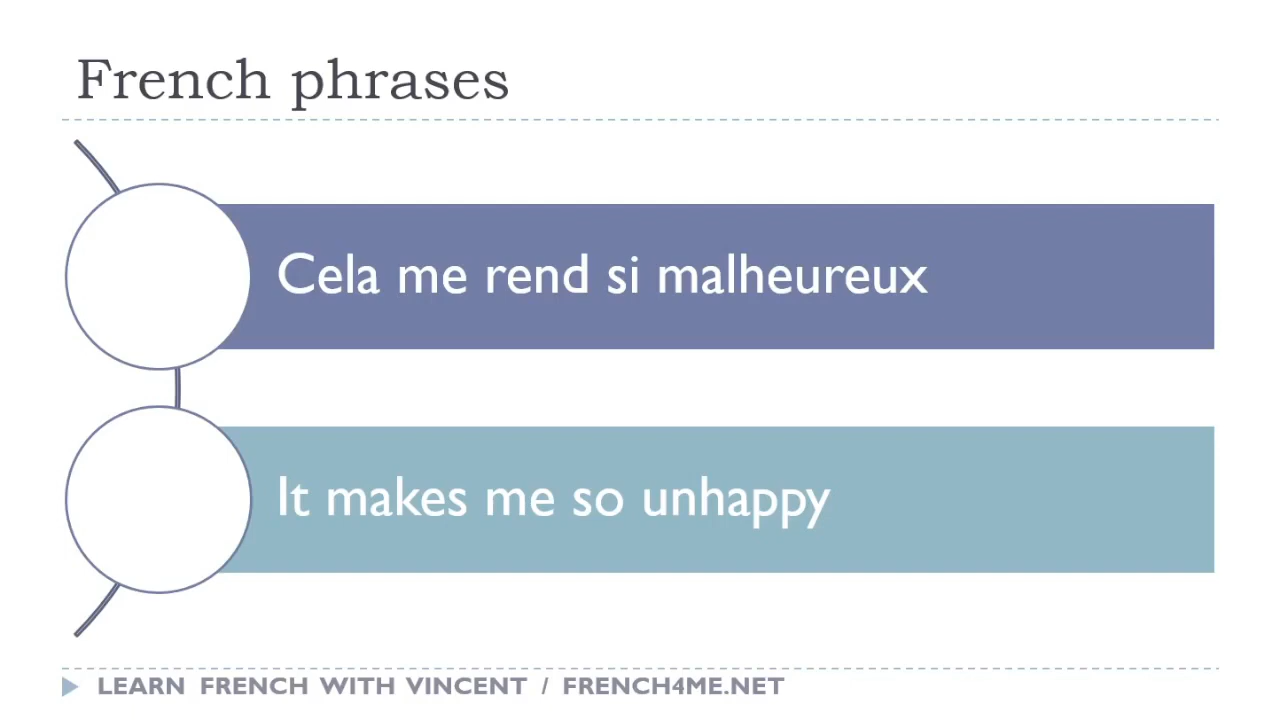 French phrases
Cela me rend si malheureux
It makes me so unhappy
LEARN FRENCH WITH VINCENT / FRENCH4ME.NET